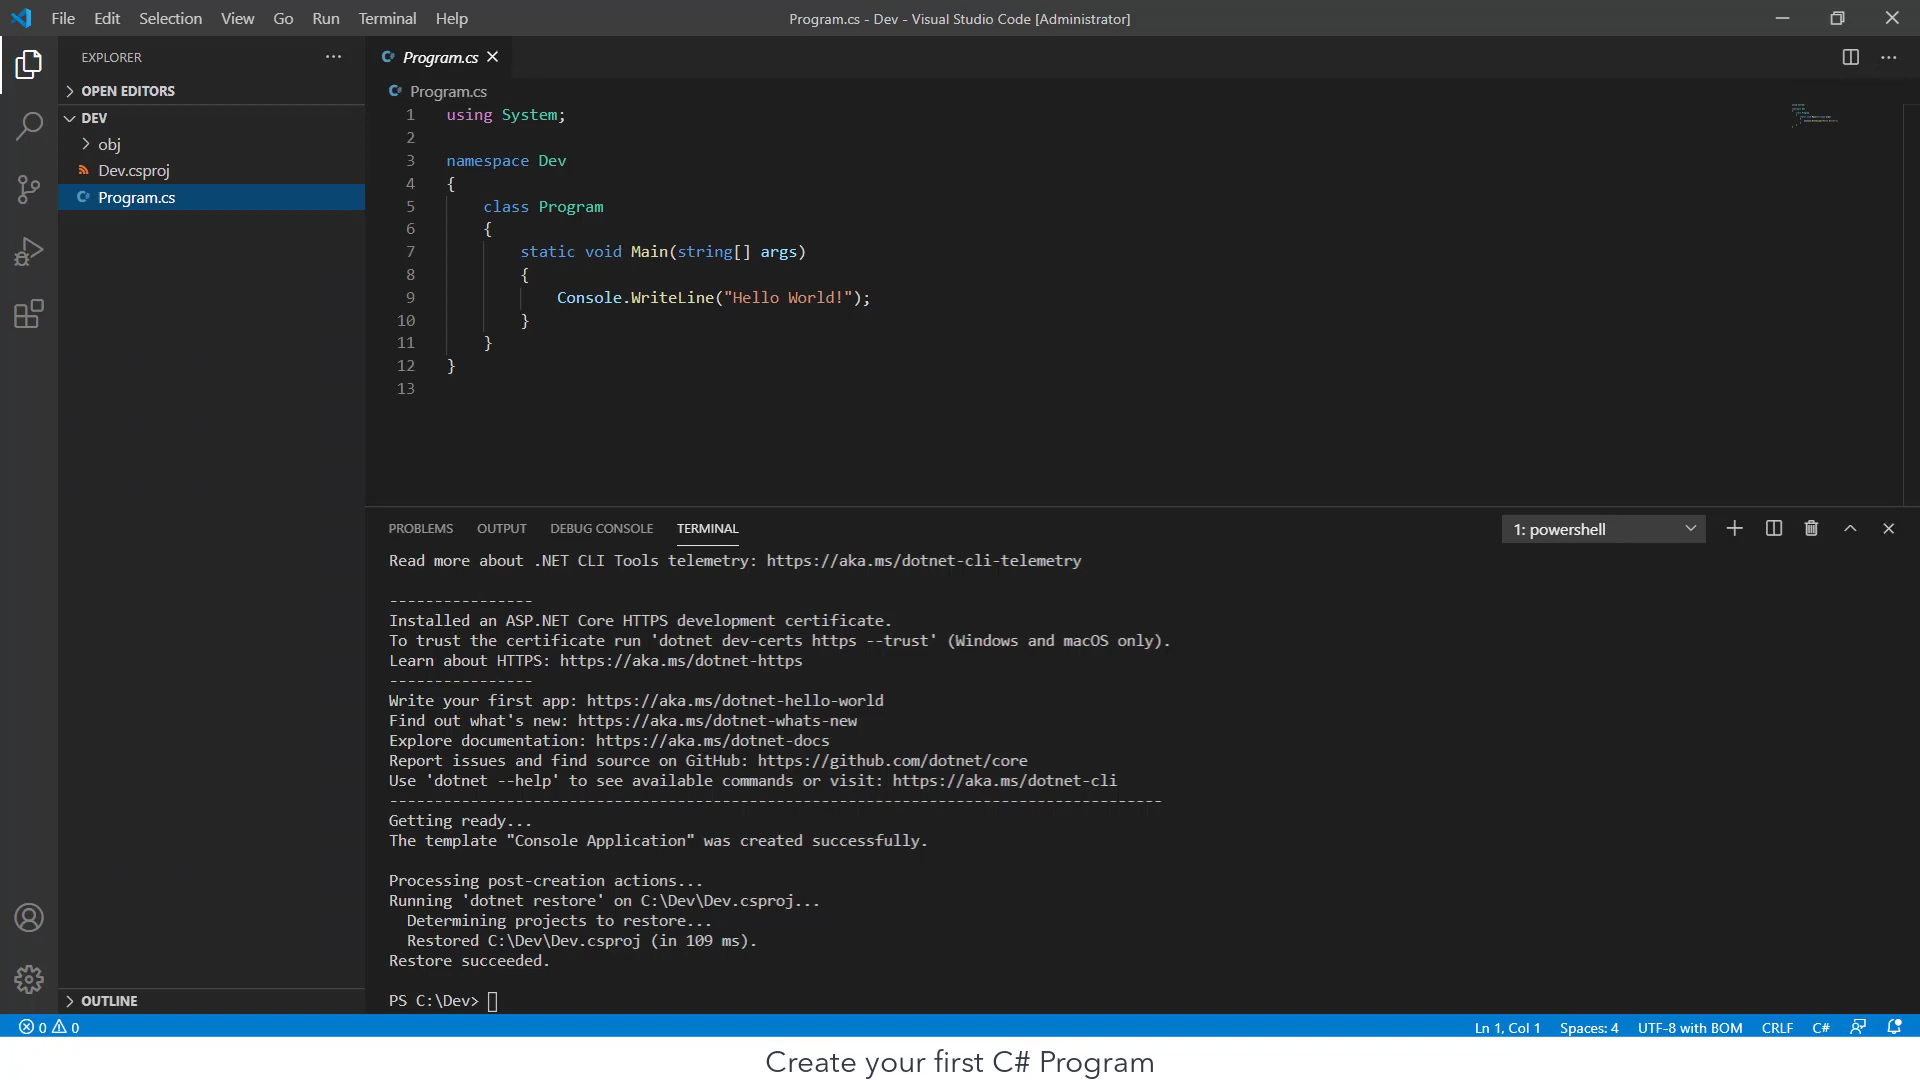 File Edit Selection View Go Run Terminal Help
Program.cs - Dev - Visual Studio Code [Administrator]
EXPLORER
OPEN EDITORS
DEV
obj
Dev.csproj
Program.cs
OUTLINE
Program.cs
Program.cs
1 using System;
2
3 namespace Dev
4 {
5 class Program
6 {
7 static void Main(string[] args)
8 {
9 Console.WriteLine("Hello World!");
10 }
11 }
12 }
13
PROBLEMS OUTPUT DEBUG CONSOLE TERMINAL
1: powershell
Read more about .NET CLI Tools telemetry: https://aka.ms/dotnet-cli-telemetry
----------------
Installed an ASP.NET Core HTTPS development certificate.
To trust the certificate run 'dotnet dev-certs https --trust' (Windows and macOS only).
Learn about HTTPS: https://aka.ms/dotnet-https
----------------
Write your first app: https://aka.ms/dotnet-hello-world
Find out what's new: https://aka.ms/dotnet-whats-new
Explore documentation: https://aka.ms/dotnet-docs
Report issues and find source on GitHub: https://github.com/dotnet/core
Use 'dotnet --help' to see available commands or visit: https://aka.ms/dotnet-cli
--------------------------------------------------------------------------------------
Getting ready...
The template "Console Application" was created successfully.
Processing post-creation actions...
Running 'dotnet restore' on C:\Dev\Dev.csproj...
Determining projects to restore...
Restored C:\Dev\Dev.csproj (in 109 ms).
Restore succeeded.
PS C:\Dev>
0 0
Ln 1, Col 1 Spaces: 4 UTF-8 with BOM CRLF C#
Create your first C# Program